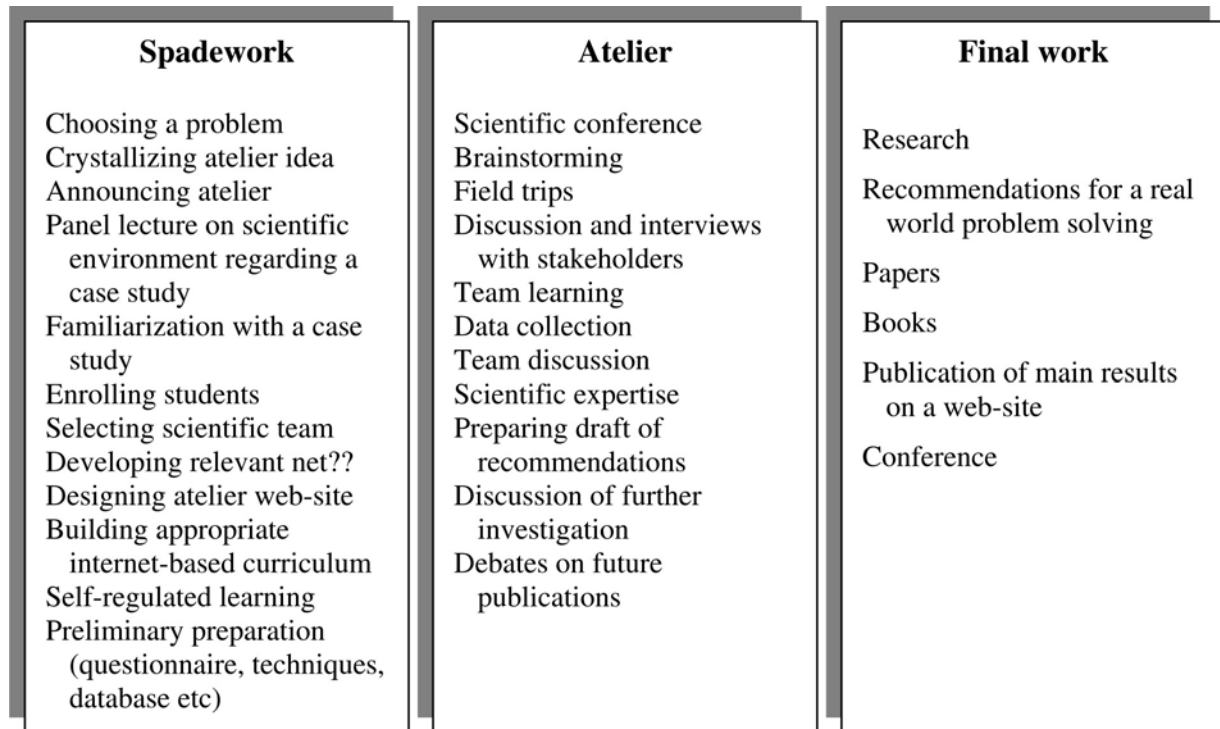 Spadework
Choosing a problem
Crystallizing atelier idea
Announcing atelier
Panel lecture on scientific
environment regarding a
case study
Familiarization with a case
study
Enrolling students
Selecting scientific team
Developing relevant net??
Designing atelier web-site
Building appropriate
internet-based curriculum
Self-regulated learning
Preliminary preparation
(questionnaire, techniques,
database etc)
Atelier
Scientific conference
Brainstorming
Field trips
Discussion and interviews
with stakeholders
Team learning
Data collection
Team discussion
Scientific expertise
Preparing draft of
recommendations
Discussion of further
investigation
Debates on future
publications
Final work
Research
Recommendations for a real
world problem solving
Papers
Books
Publication of main results
on a web-site
Conference